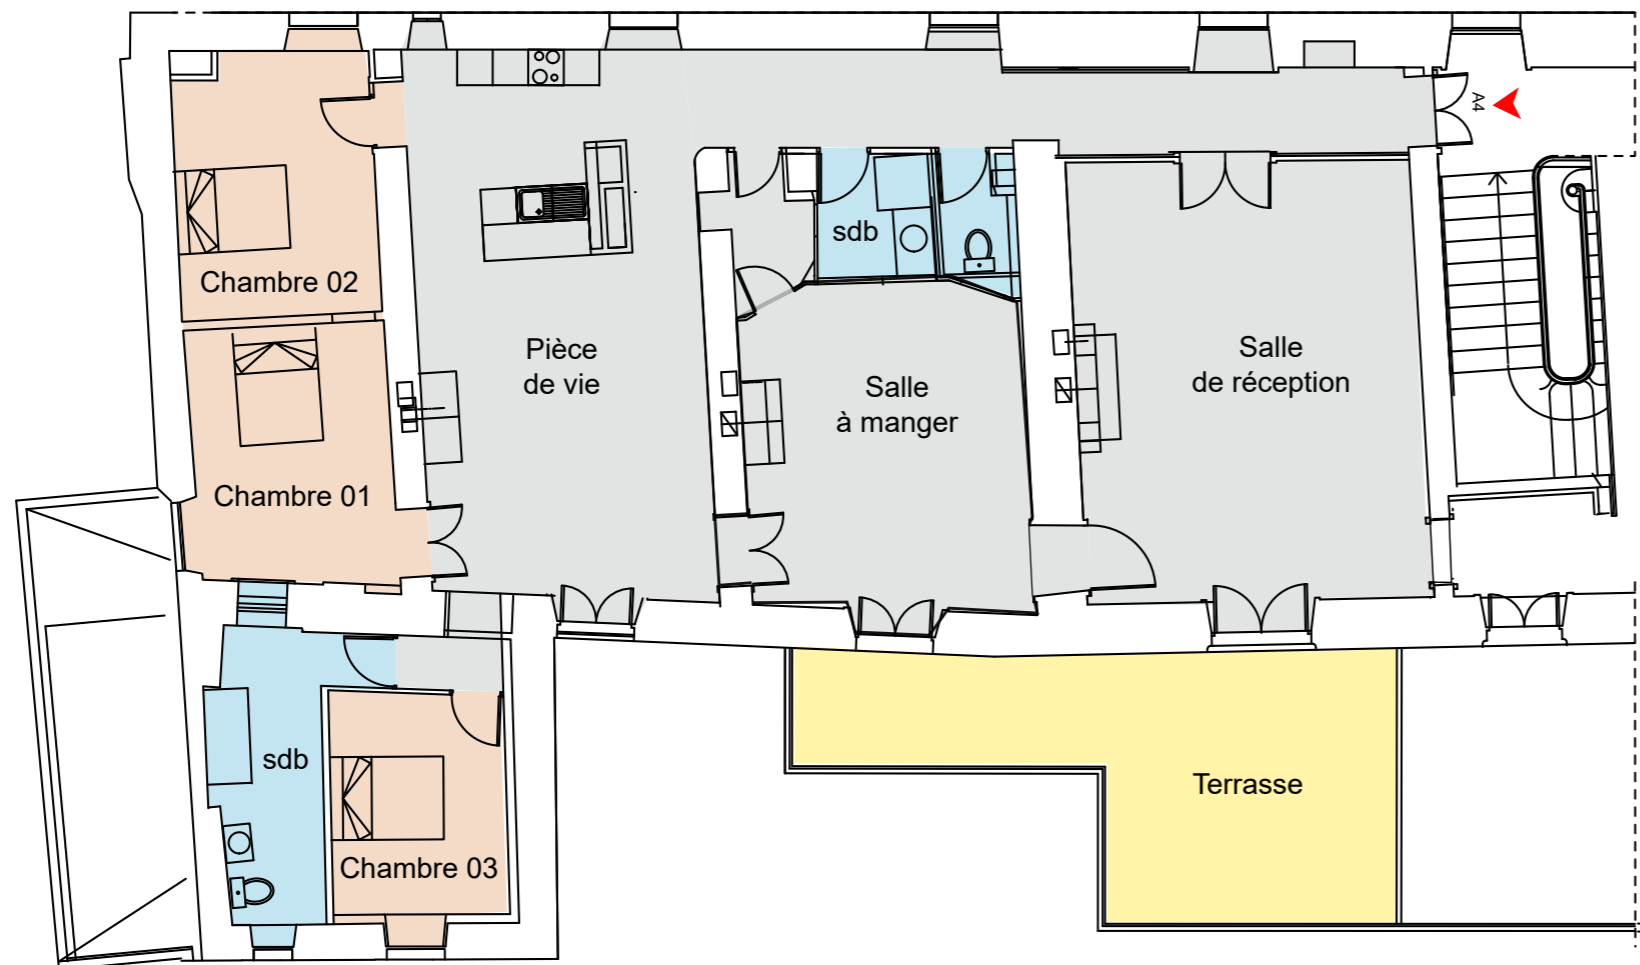 A4
sdb
Chambre 02
Pièce
de vie
Salle
de réception
Salle
à manger
Chambre 01
sdb
Terrasse
Chambre 03